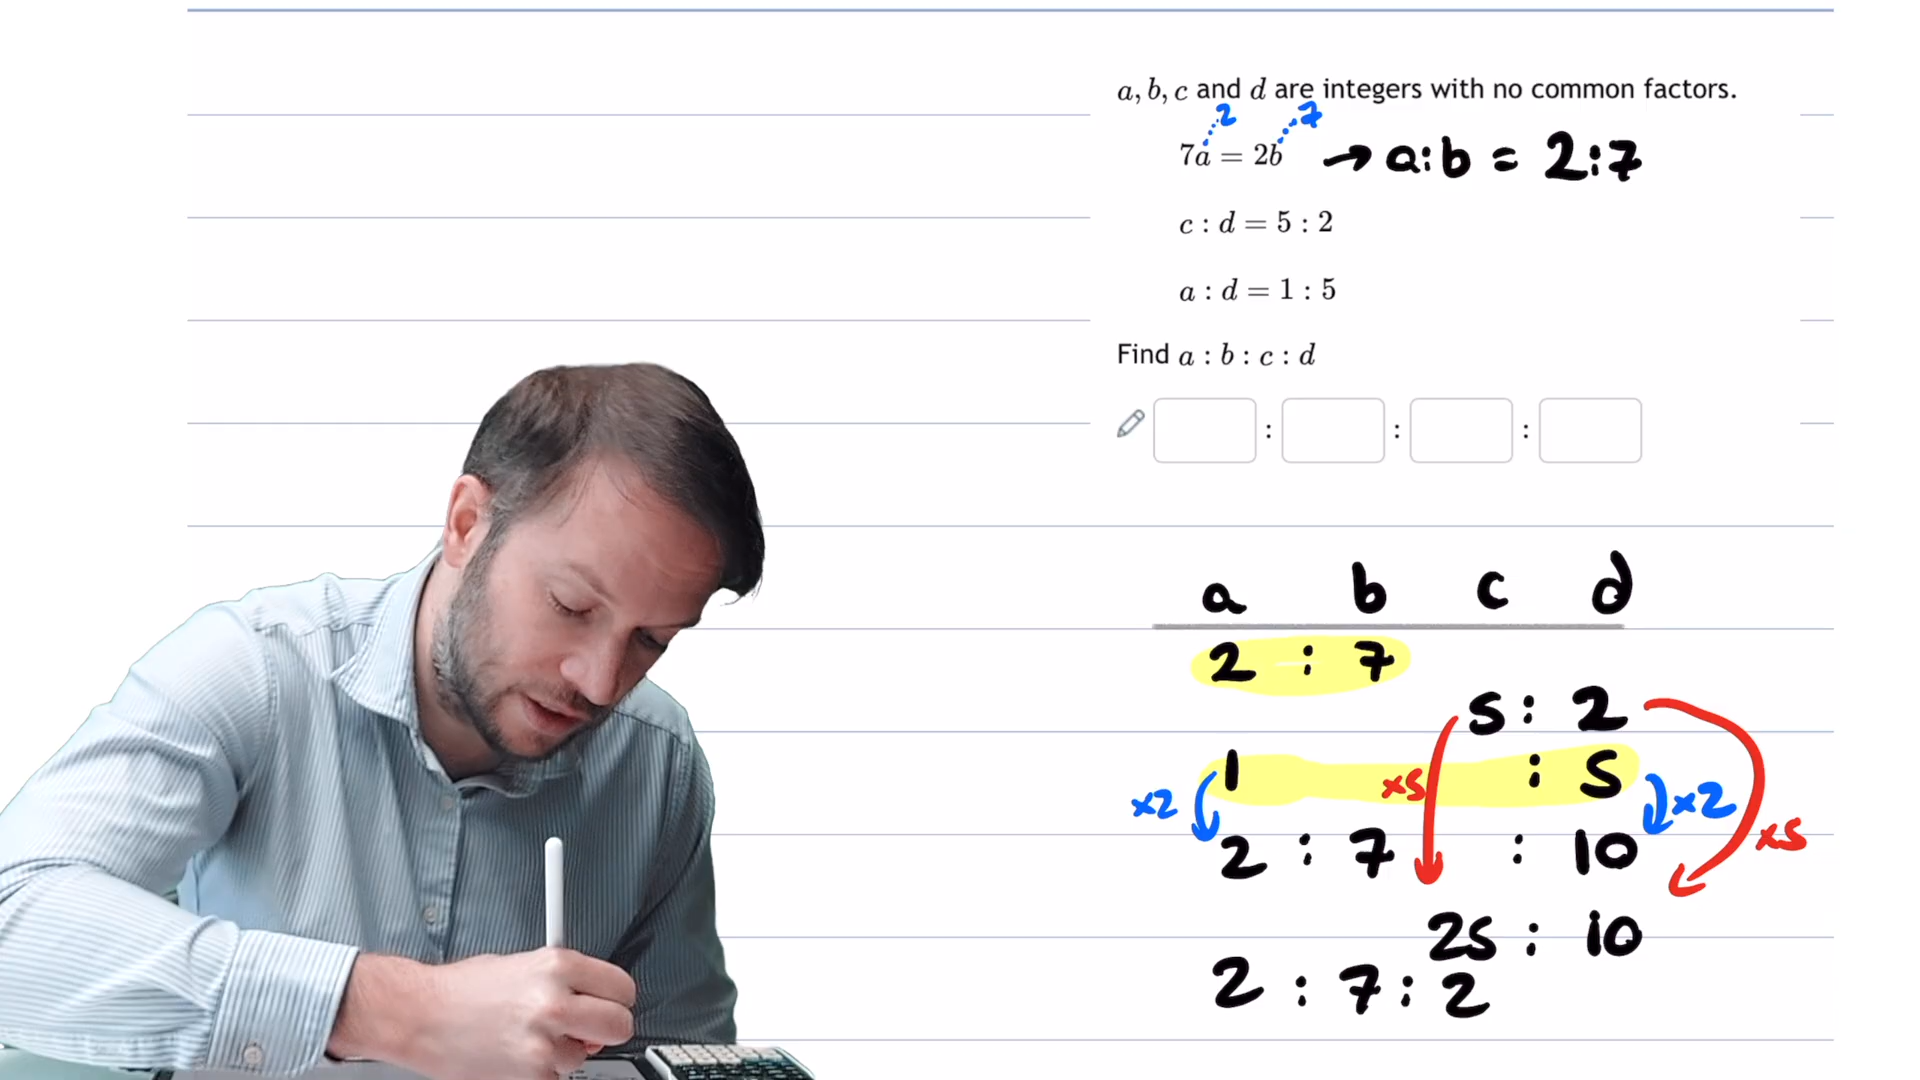 a, b, c and d are integers with no common factors.
2 7
7a = 2b → a:b = 2:7
c : d = 5 : 2
a : d = 1 : 5
Find a : b : c : d
: : :
a b c d
2 : 7
5 : 2
1 : 5
×5
×2 ×2
×5
2 : 7 : 10
25 : 10
2 : 7 : 2